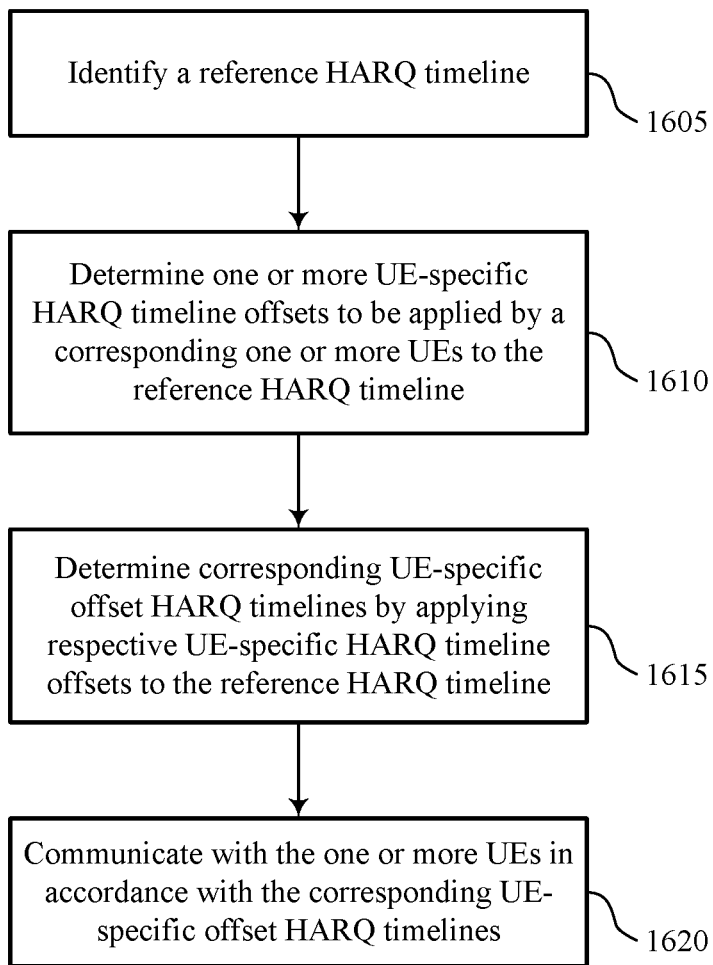 Identify a reference HARQ timeline
1605
Determine one or more UE-specific
HARQ timeline offsets to be applied by a
corresponding one or more UEs to the
reference HARQ timeline
1610
Determine corresponding UE-specific
offset HARQ timelines by applying
respective UE-specific HARQ timeline
offsets to the reference HARQ timeline
1615
Communicate with the one or more UEs in
accordance with the corresponding UE-
specific offset HARQ timelines
1620